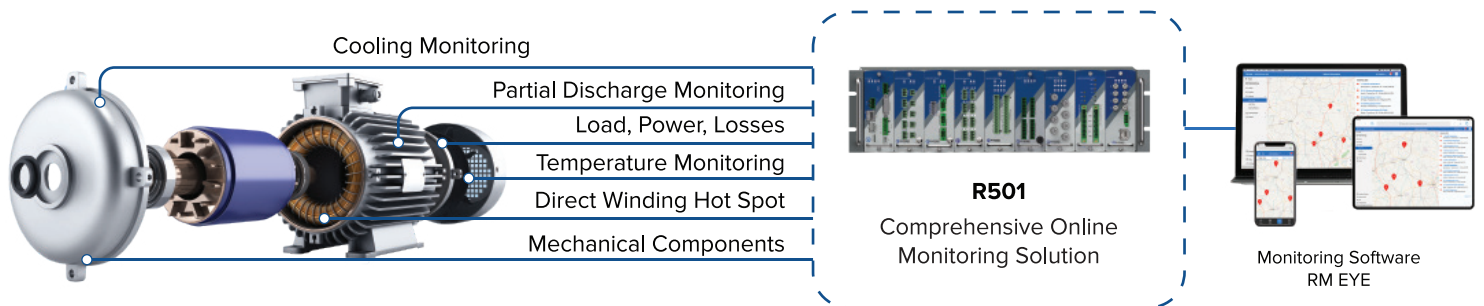 Cooling Monitoring
Partial Discharge Monitoring
Load, Power, Losses
Temperature Monitoring
Direct Winding Hot Spot
Mechanical Components
R501
Comprehensive Online
Monitoring Solution
Monitoring Software
RM EYE